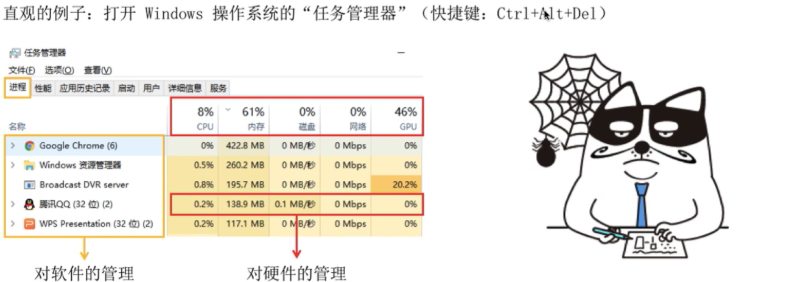 直观的例子：打开 Windows 操作系统的“任务管理器”（快捷键：Ctrl+Alt+Del）
任务管理器
文件(F) 选项(O) 查看(V)
进程 性能 应用历史记录 启动 用户 详细信息 服务
8% 61% 0% 0% 46%
名称 CPU 内存 磁盘 网络 GPU
Google Chrome (6) 0% 422.8 MB 0 MB/秒 0 Mbps 0%
Windows 资源管理器 0.5% 260.2 MB 0 MB/秒 0 Mbps 0%
Broadcast DVR server 0.8% 195.7 MB 0 MB/秒 0 Mbps 20.2%
腾讯QQ (32 位) (2) 0.2% 138.9 MB 0.1 MB/秒 0 Mbps 0%
WPS Presentation (32 位) (2) 0.2% 117.1 MB 0 MB/秒 0 Mbps 0%
对软件的管理 对硬件的管理